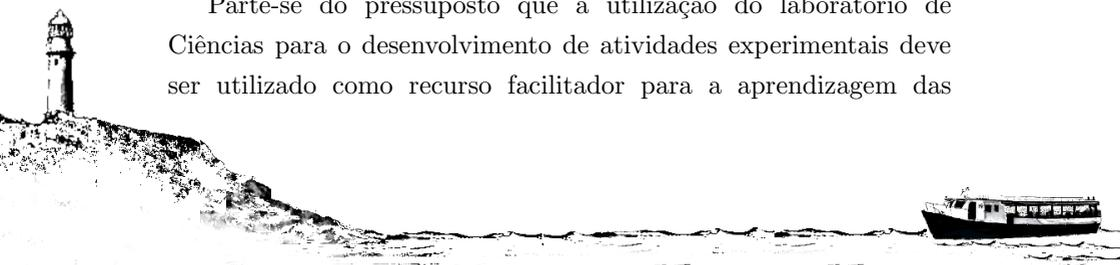 Parte-se do pressuposto que a utilização do laboratório de
Ciências para o desenvolvimento de atividades experimentais deve
ser utilizado como recurso facilitador para a aprendizagem das